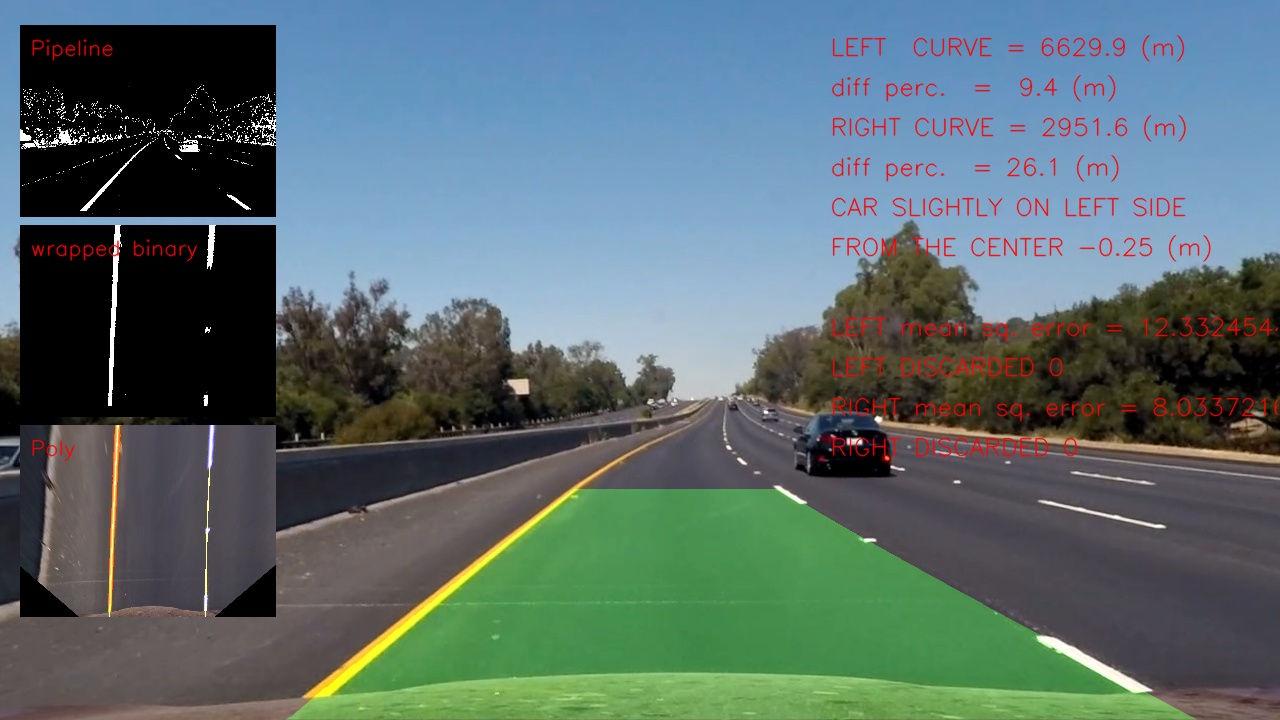 Pipeline
wrapped binary
Poly
LEFT  CURVE = 6629.9 (m)
diff perc.  =  9.4 (m)
RIGHT CURVE = 2951.6 (m)
diff perc.  = 26.1 (m)
CAR SLIGHTLY ON LEFT SIDE
FROM THE CENTER -0.25 (m)
LEFT mean sq. error = 12.332454
LEFT DISCARDED 0
RIGHT mean sq. error = 8.033721
RIGHT DISCARDED 0